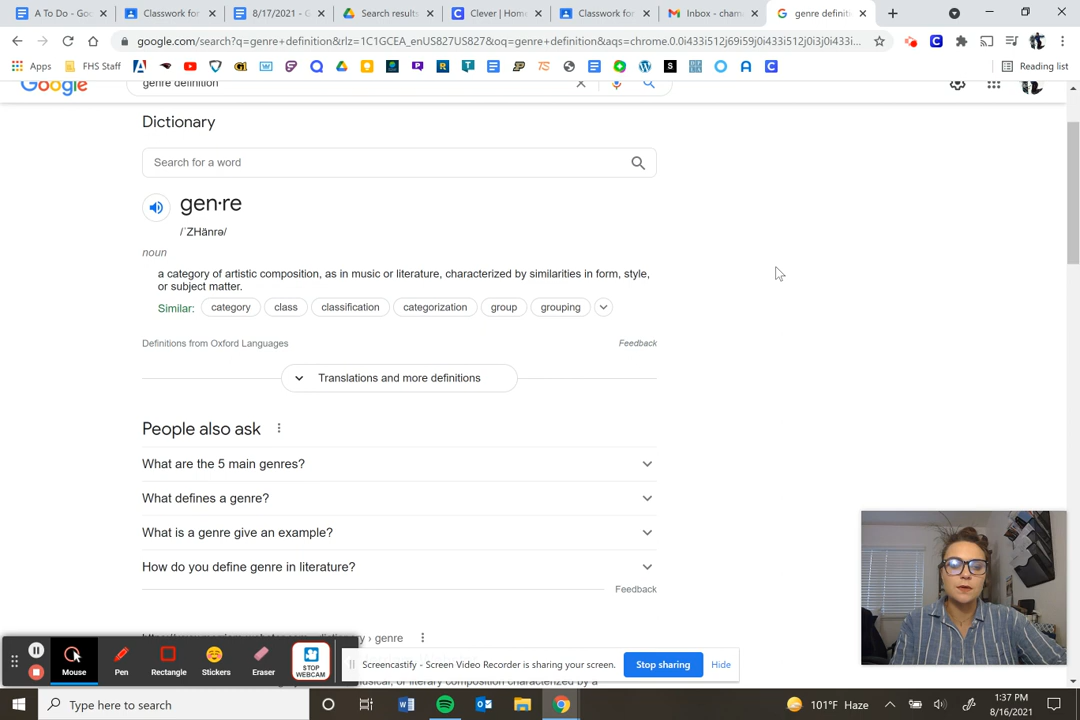 A To Do - Goo
Classwork for
8/17/2021 - G
Search results
Clever | Hom
Classwork for
Inbox - cham
genre definiti
google.com/search?q=genre+definition&rlz=1C1GCEA_enUS827US827&oq=genre+definition&aqs=chrome.0.0i433i512j69i59j0i433i512j0i3j0i433i...
Apps
FHS Staff
Reading list
Google
genre definition
Dictionary
Search for a word
gen·re
/ˈZHänrə/
noun
a category of artistic composition, as in music or literature, characterized by similarities in form, style,
or subject matter.
Similar: category class classification categorization group grouping
Definitions from Oxford Languages
Feedback
Translations and more definitions
People also ask
What are the 5 main genres?
What defines a genre?
What is a genre give an example?
How do you define genre in literature?
Feedback
› genre
Mouse
Pen
Rectangle
Stickers
Eraser
STOP
WEBCAM
Screencastify - Screen Video Recorder is sharing your screen.
Stop sharing
Hide
Type here to search
101°F Haze
1:37 PM
8/16/2021